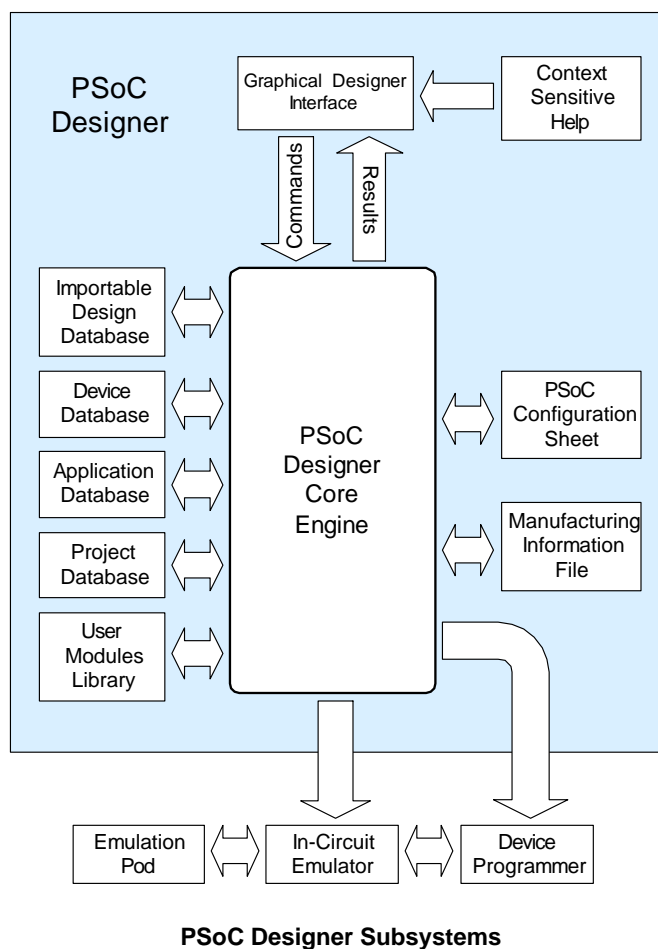 PSoC
Designer
Graphical Designer
Interface
Context
Sensitive
Help
Commands
Results
Importable
Design
Database
Device
Database
Application
Database
Project
Database
User
Modules
Library
PSoC
Designer
Core
Engine
PSoC
Configuration
Sheet
Manufacturing
Information
File
Emulation
Pod
In-Circuit
Emulator
Device
Programmer
PSoC Designer Subsystems